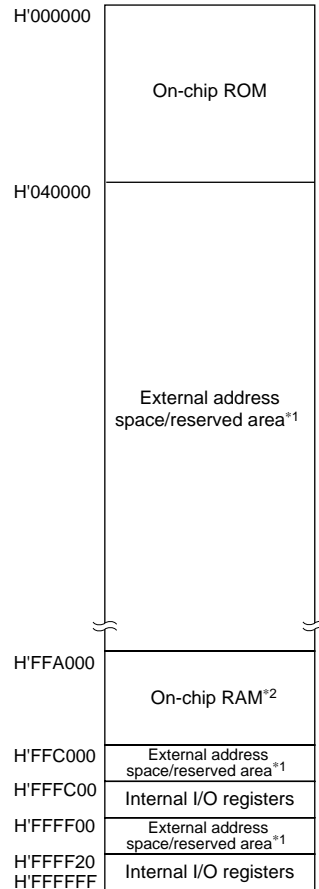 H'000000
On-chip ROM
H'040000
External address
space/reserved area*1
H'FFA000
On-chip RAM*2
H'FFC000
External address
space/reserved area*1
H'FFFC00
Internal I/O registers
H'FFFF00
External address
space/reserved area*1
H'FFFF20
Internal I/O registers
H'FFFFFF